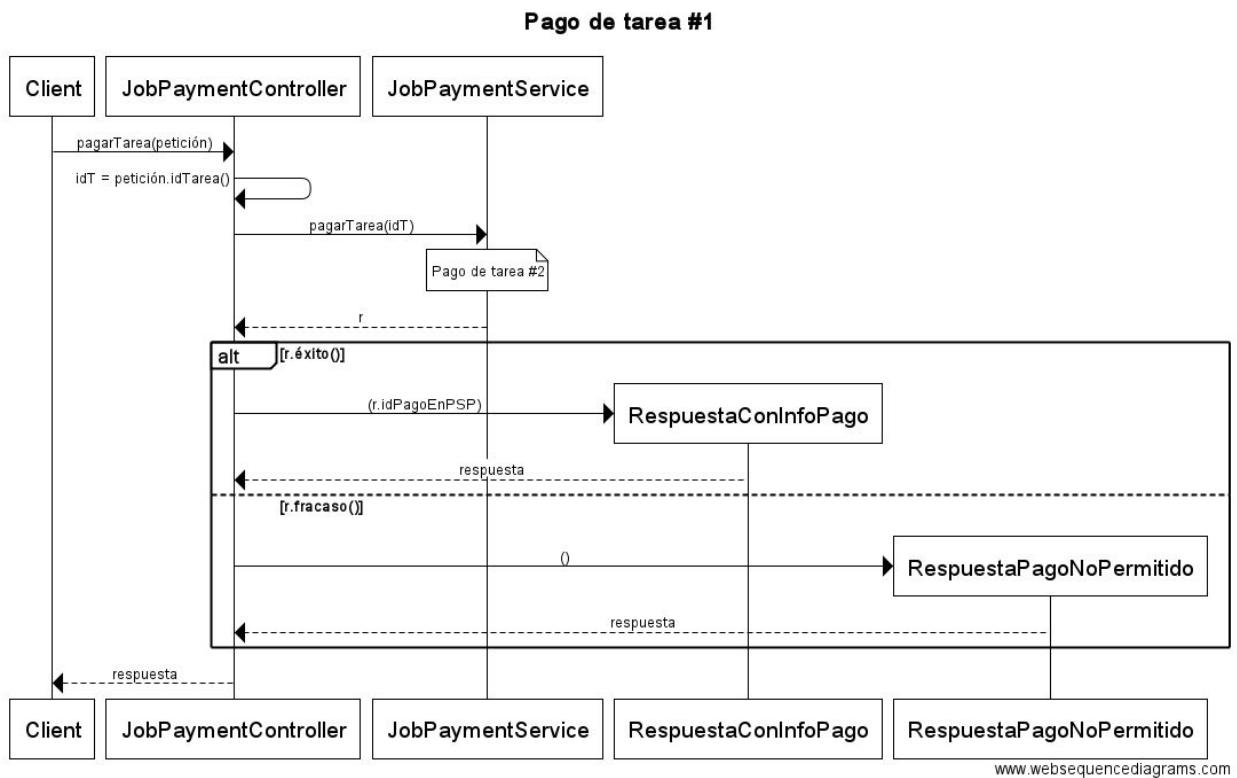 Pago de tarea #1
Client
JobPaymentController
JobPaymentService
pagarTarea(petición)
idT = petición.idTarea()
pagarTarea(idT)
Pago de tarea #2
r
alt
[r.éxito()]
(r.idPagoEnPSP)
RespuestaConInfoPago
respuesta
[r.fracaso()]
()
RespuestaPagoNoPermitido
respuesta
respuesta
Client
JobPaymentController
JobPaymentService
RespuestaConInfoPago
RespuestaPagoNoPermitido
www.websequencediagrams.com